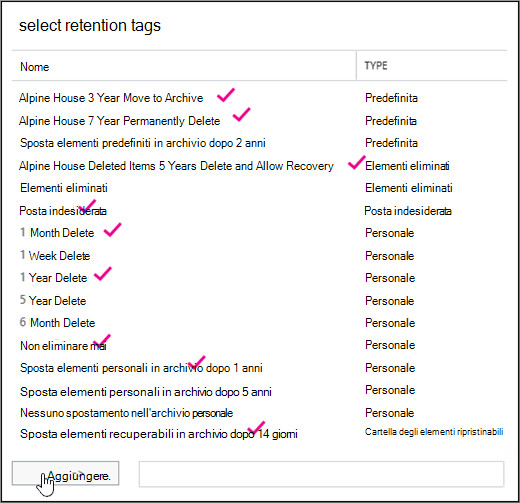 select retention tags
Nome TYPE
Alpine House 3 Year Move to Archive Predefinita
Alpine House 7 Year Permanently Delete Predefinita
Sposta elementi predefiniti in archivio dopo 2 anni Predefinita
Alpine House Deleted Items 5 Years Delete and Allow Recovery Elementi eliminati
Elementi eliminati Elementi eliminati
Posta indesiderata Posta indesiderata
1 Month Delete Personale
1 Week Delete Personale
1 Year Delete Personale
5 Year Delete Personale
6 Month Delete Personale
Non eliminare mai Personale
Sposta elementi personali in archivio dopo 1 anni Personale
Sposta elementi personali in archivio dopo 5 anni Personale
Nessuno spostamento nell'archivio personale Personale
Sposta elementi recuperabili in archivio dopo 14 giorni Cartella degli elementi ripristinabili
Aggiungere.